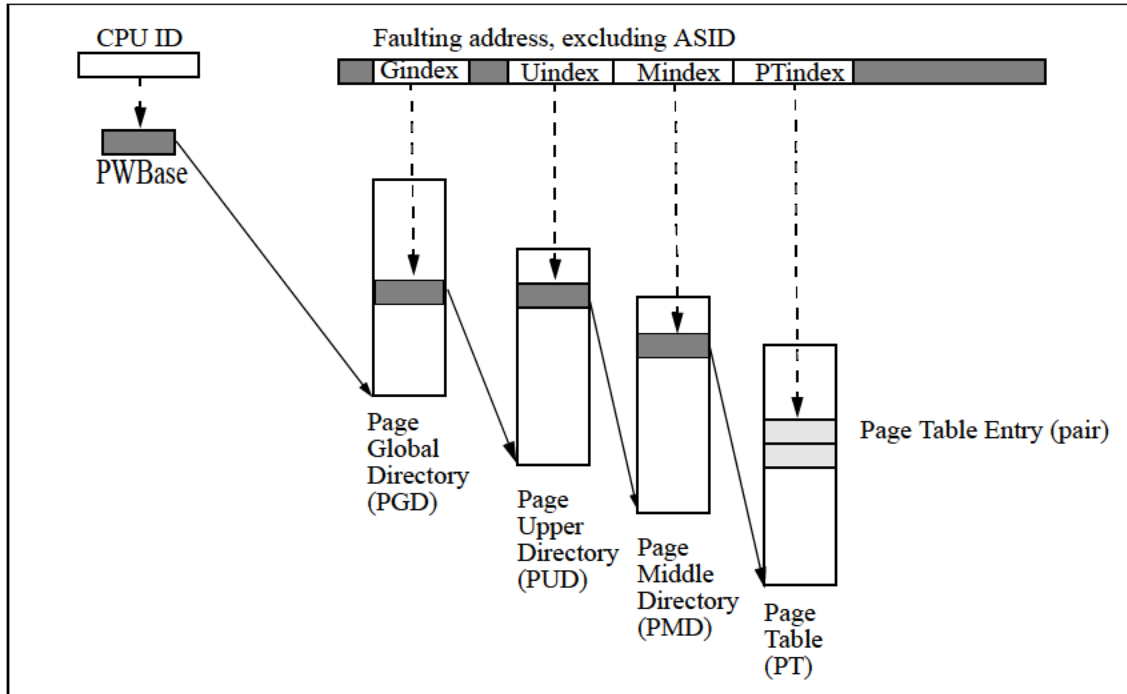 CPU ID
Faulting address, excluding ASID
Gindex
Uindex
Mindex
PTindex
PWBase
Page
Global
Directory
(PGD)
Page
Upper
Directory
(PUD)
Page
Middle
Directory
(PMD)
Page
Table
(PT)
Page Table Entry (pair)